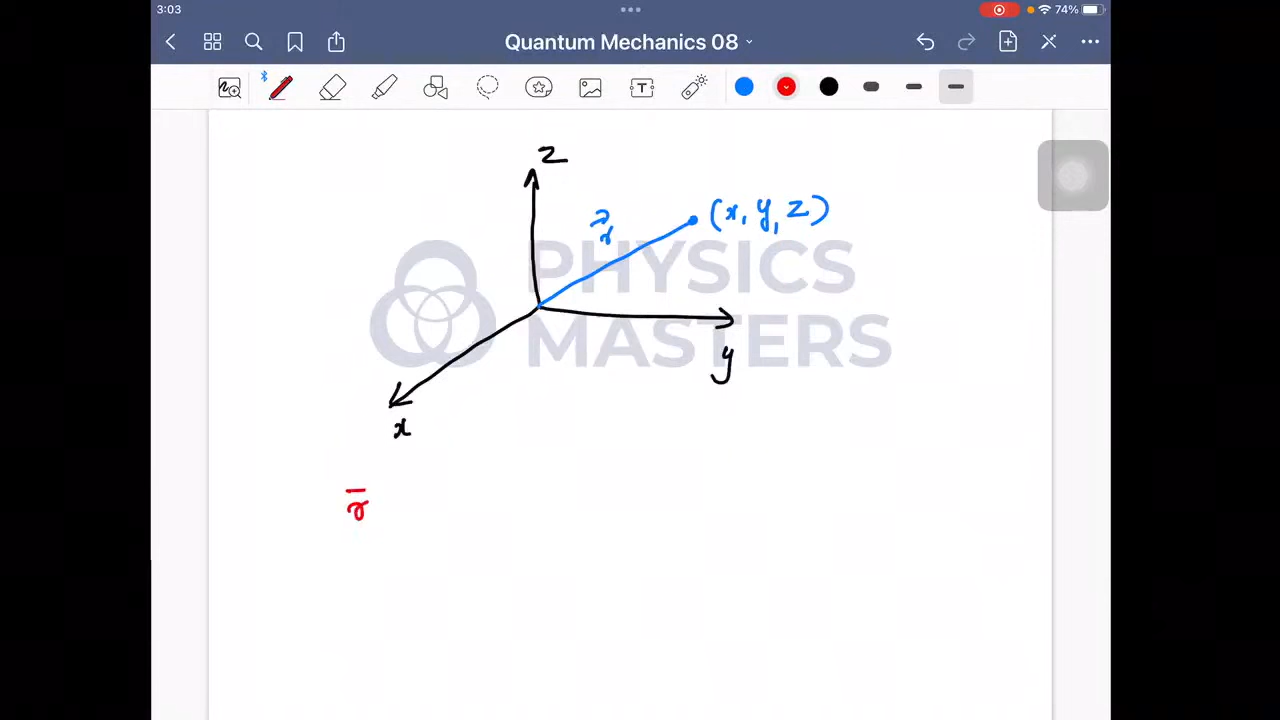 3:03
74%
Quantum Mechanics 08
T
z
r⃗
(x, y, z)
PHYSICS
MASTERS
y
x
r̄